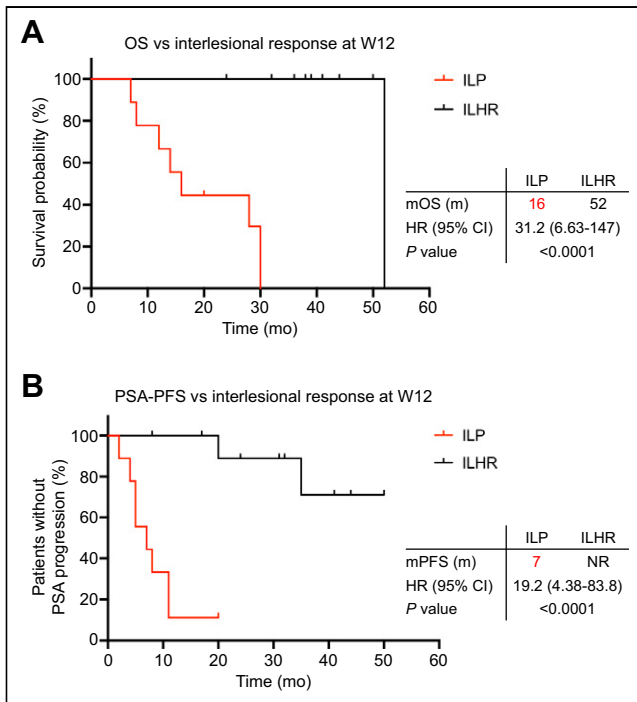 A
OS vs interlesional response at W12
Survival probability (%)
100
80
60
40
20
0
0 10 20 30 40 50 60
Time (mo)
ILP
ILHR
ILP ILHR
mOS (m) 16 52
HR (95% CI) 31.2 (6.63-147)
P value <0.0001
B
PSA-PFS vs interlesional response at W12
Patients without
PSA progression (%)
100
80
60
40
20
0
0 10 20 30 40 50 60
Time (mo)
ILP
ILHR
ILP ILHR
mPFS (m) 7 NR
HR (95% CI) 19.2 (4.38-83.8)
P value <0.0001